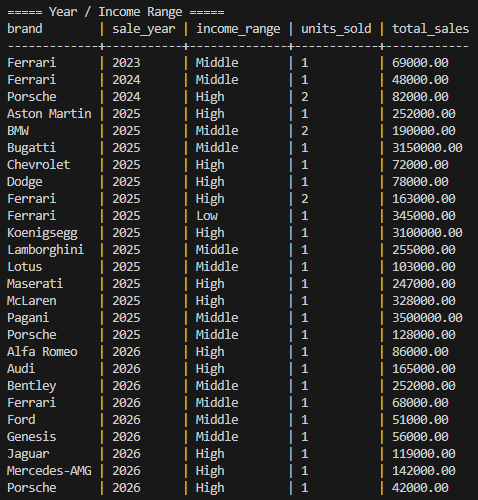 ===== Year / Income Range =====
brand        | sale_year | income_range | units_sold | total_sales
-------------+-----------+--------------+------------+------------
Ferrari      | 2023      | Middle       | 1          | 69000.00
Ferrari      | 2024      | Middle       | 1          | 48000.00
Porsche      | 2024      | High         | 2          | 82000.00
Aston Martin | 2025      | High         | 1          | 252000.00
BMW          | 2025      | Middle       | 2          | 190000.00
Bugatti      | 2025      | Middle       | 1          | 3150000.00
Chevrolet    | 2025      | High         | 1          | 72000.00
Dodge        | 2025      | High         | 1          | 78000.00
Ferrari      | 2025      | High         | 2          | 163000.00
Ferrari      | 2025      | Low          | 1          | 345000.00
Koenigsegg   | 2025      | High         | 1          | 3100000.00
Lamborghini  | 2025      | Middle       | 1          | 255000.00
Lotus        | 2025      | Middle       | 1          | 103000.00
Maserati     | 2025      | High         | 1          | 247000.00
McLaren      | 2025      | High         | 1          | 328000.00
Pagani       | 2025      | Middle       | 1          | 3500000.00
Porsche      | 2025      | Middle       | 1          | 128000.00
Alfa Romeo   | 2026      | High         | 1          | 86000.00
Audi         | 2026      | High         | 1          | 165000.00
Bentley      | 2026      | Middle       | 1          | 252000.00
Ferrari      | 2026      | Middle       | 1          | 68000.00
Ford         | 2026      | Middle       | 1          | 51000.00
Genesis      | 2026      | Middle       | 1          | 56000.00
Jaguar       | 2026      | High         | 1          | 119000.00
Mercedes-AMG | 2026      | High         | 1          | 142000.00
Porsche      | 2026      | High         | 1          | 42000.00